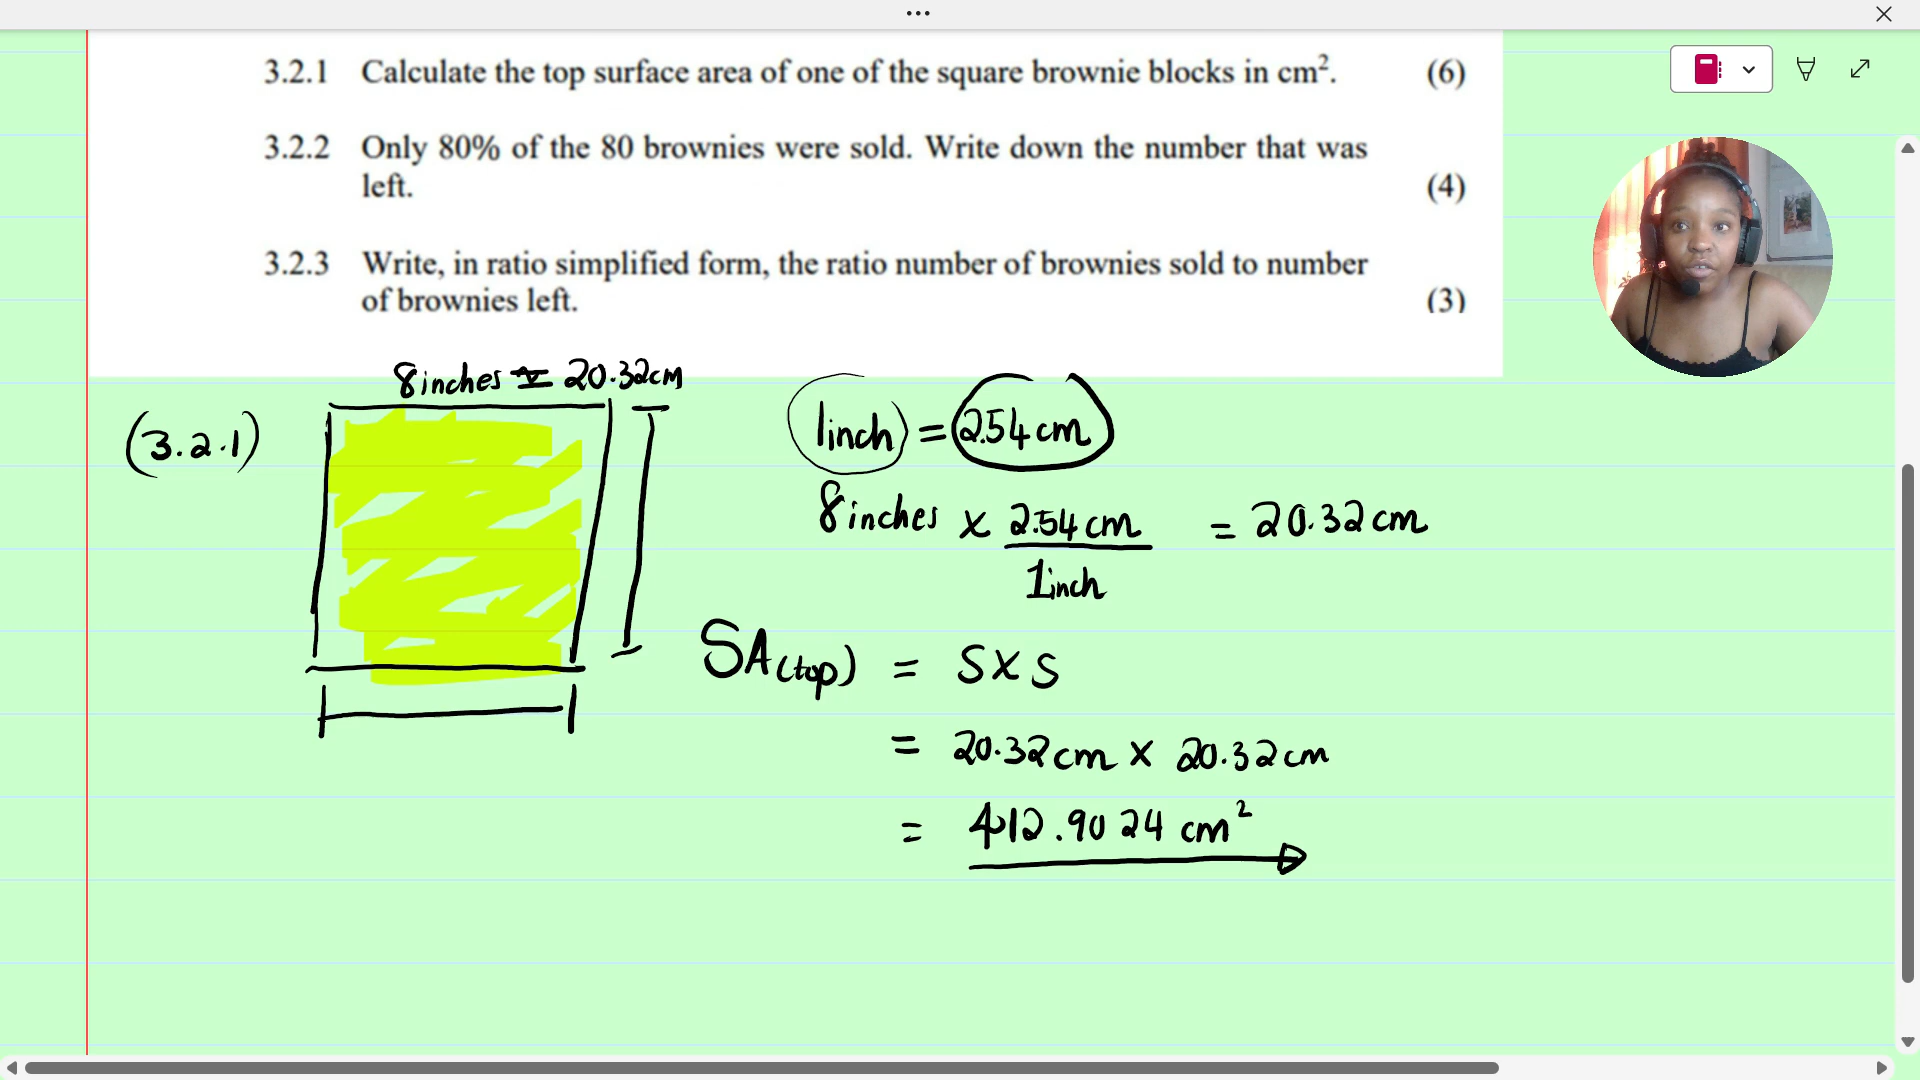 3.2.1 Calculate the top surface area of one of the square brownie blocks in cm². (6)
3.2.2 Only 80% of the 80 brownies were sold. Write down the number that was
left. (4)
3.2.3 Write, in ratio simplified form, the ratio number of brownies sold to number
of brownies left. (3)
8 inches ≈ 20.32cm
(3.2.1)
1inch = 2.54cm
8 inches × 2.54cm = 20.32cm
1inch
SA(top) = S×S
= 20.32cm × 20.32cm
= 412.9024 cm²